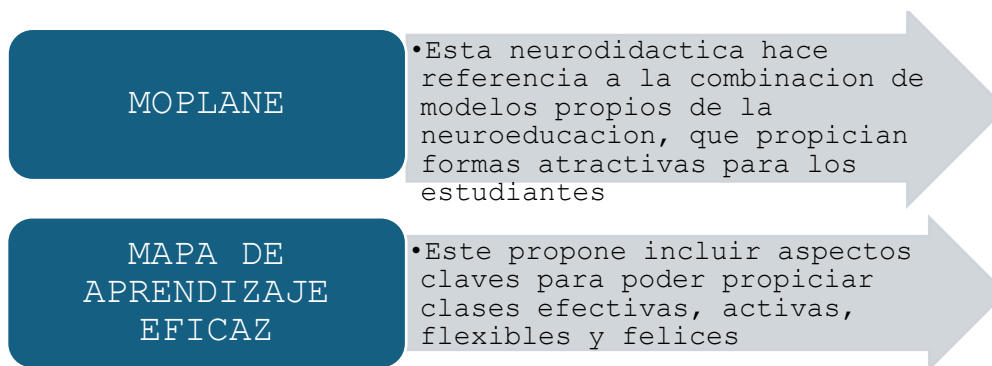 MOPLANE
•Esta neurodidactica hace
referencia a la combinacion de
modelos propios de la
neuroeducacion, que propician
formas atractivas para los
estudiantes
MAPA DE
APRENDIZAJE
EFICAZ
•Este propone incluir aspectos
claves para poder propiciar
clases efectivas, activas,
flexibles y felices